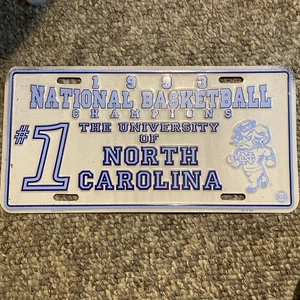 1993
NATIONAL BASKETBALL
CHAMPIONS
#1
THE UNIVERSITY
OF
NORTH
CAROLINA